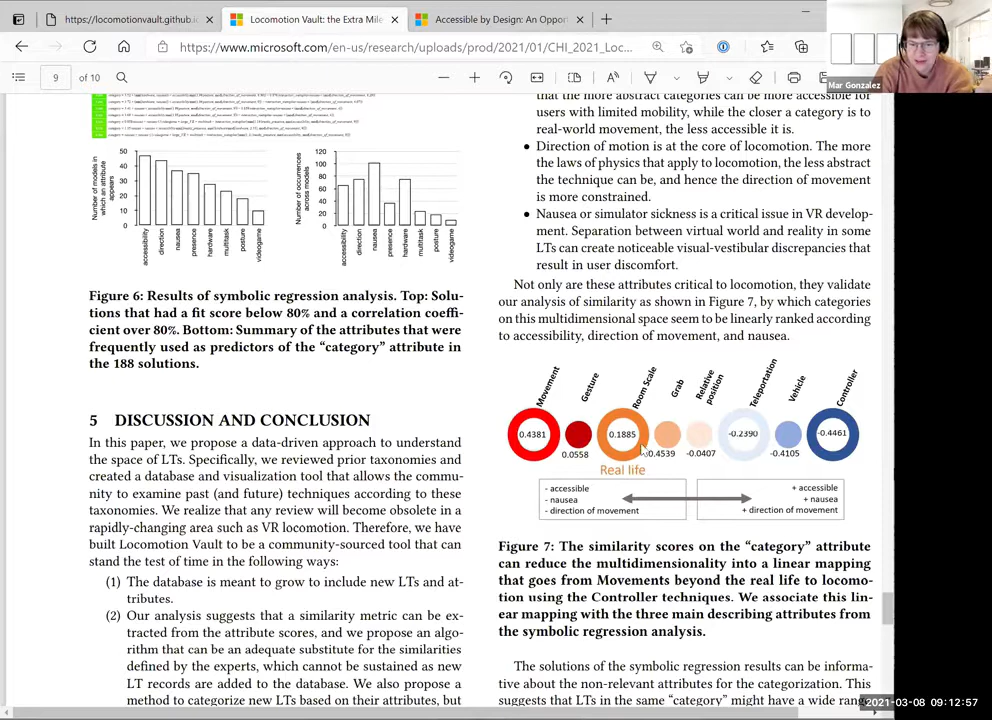 https://locomotionvault.github.i
Locomotion Vault: the Extra Mile
Accessible by Design: An Oppor
https://www.microsoft.com/en-us/research/uploads/prod/2021/01/CHI_2021_Loc...
Mar Gonzalez
9 of 10
Number of models
in which an attribute
appears
50
40
30
20
10
0
accessibility
direction
nausea
presence
hardware
multitask
posture
videogame
Number of occurrences
across models
120
100
80
60
40
20
0
accessibility
direction
nausea
presence
hardware
multitask
posture
videogame
Figure 6: Results of symbolic regression analysis. Top: Solu-
tions that had a fit score below 80% and a correlation coeffi-
cient over 80%. Bottom: Summary of the attributes that were
frequently used as predictors of the “category” attribute in
the 188 solutions.
5 DISCUSSION AND CONCLUSION
In this paper, we propose a data-driven approach to understand
the space of LTs. Specifically, we reviewed prior taxonomies and
created a database and visualization tool that allows the commu-
nity to examine past (and future) techniques according to these
taxonomies. We realize that any review will become obsolete in a
rapidly-changing area such as VR locomotion. Therefore, we have
built Locomotion Vault to be a community-sourced tool that can
stand the test of time in the following ways:
(1) The database is meant to grow to include new LTs and at-
tributes.
(2) Our analysis suggests that a similarity metric can be ex-
tracted from the attribute scores, and we propose an algo-
rithm that can be an adequate substitute for the similarities
defined by the experts, which cannot be sustained as new
LT records are added to the database. We also propose a
method to categorize new LTs based on their attributes, but
that the more abstract categories can be more accessible for
users with limited mobility, while the closer a category is to
real-world movement, the less accessible it is.
• Direction of motion is at the core of locomotion. The more
the laws of physics that apply to locomotion, the less abstract
the technique can be, and hence the direction of movement
is more constrained.
• Nausea or simulator sickness is a critical issue in VR develop-
ment. Separation between virtual world and reality in some
LTs can create noticeable visual-vestibular discrepancies that
result in user discomfort.
Not only are these attributes critical to locomotion, they validate
our analysis of similarity as shown in Figure 7, by which categories
on this multidimensional space seem to be linearly ranked according
to accessibility, direction of movement, and nausea.
Movement
Gesture
Room Scale
Grab
Relative
position
Teleportation
Vehicle
Controller
0.4381
0.0558
0.1885
0.4539
-0.0407
-0.2390
-0.4105
-0.4461
Real life
- accessible
- nausea
- direction of movement
+ accessible
+ nausea
+ direction of movement
Figure 7: The similarity scores on the “category” attribute
can reduce the multidimensionality into a linear mapping
that goes from Movements beyond the real life to locomo-
tion using the Controller techniques. We associate this lin-
ear mapping with the three main describing attributes from
the symbolic regression analysis.
The solutions of the symbolic regression results can be informa-
tive about the non-relevant attributes for the categorization. This
suggests that LTs in the same “category” might have a wide range
2021-03-08 09:12:57